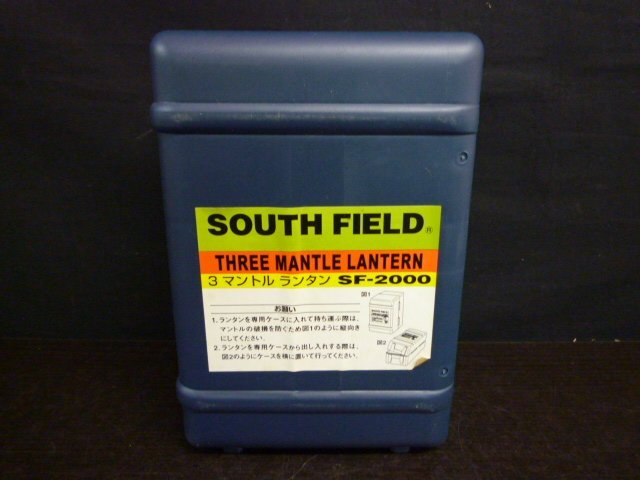 SOUTH FIELD®
THREE MANTLE LANTERN
3 マントル ランタン SF-2000
お願い
1. ランタンを専用ケースに入れて持ち運ぶ際は、
マントルの破損を防ぐため図1のように縦向き
にしてください。
2. ランタンを専用ケースから出し入れする際は、
図2のようにケースを横に置いて行ってください。
図1
図2